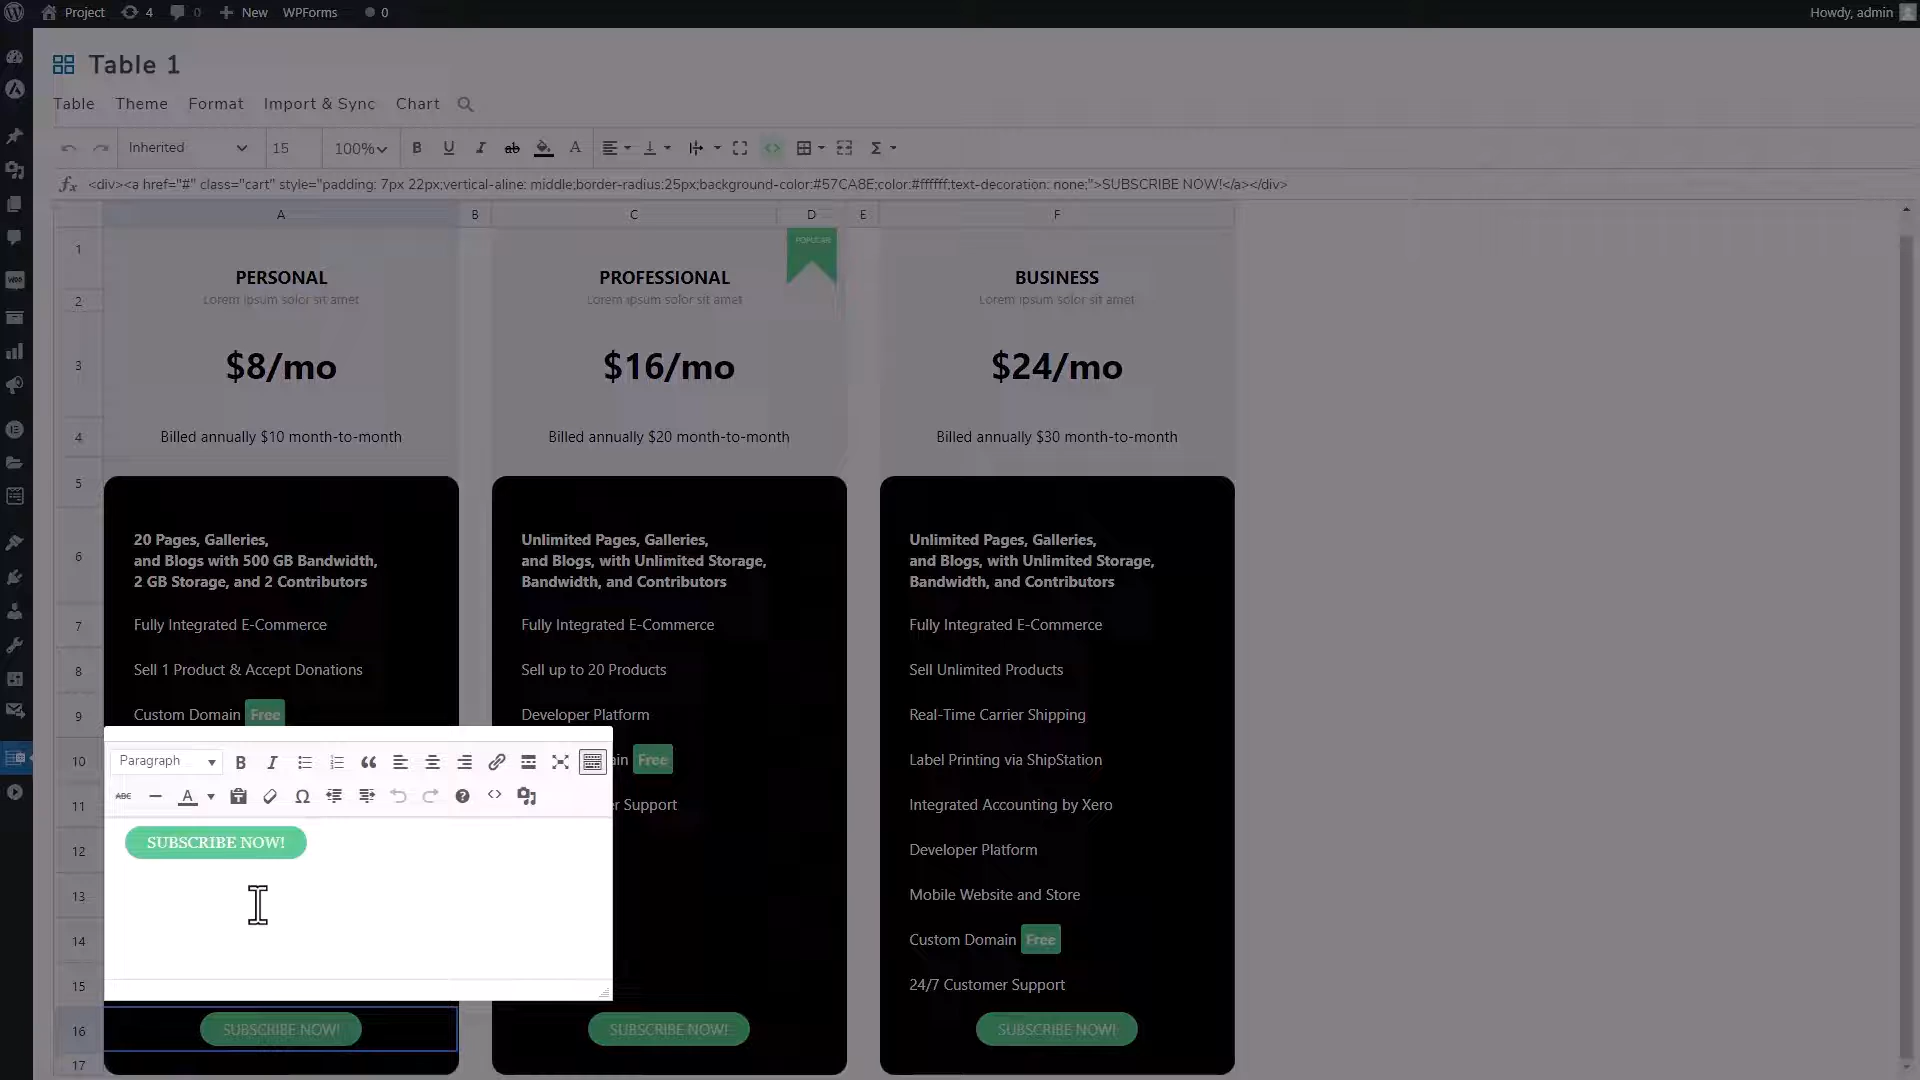 Project 4 0 New WPForms 0 Howdy, admin
Table 1
Table Theme Format Import & Sync Chart
Inherited 15 100% B U I ab A Σ
fx <div><a href="#" class="cart" style="padding: 7px 22px;vertical-aline: middle;border-radius:25px;background-color:#57CA8E;color:#ffffff;text-decoration: none;">SUBSCRIBE NOW!</a></div>
A B C D E F
1
POPULAR
PERSONAL PROFESSIONAL BUSINESS
2 Lorem ipsum solor sit amet Lorem ipsum solor sit amet Lorem ipsum solor sit amet
3 $8/mo $16/mo $24/mo
4 Billed annually $10 month-to-month Billed annually $20 month-to-month Billed annually $30 month-to-month
5
20 Pages, Galleries, Unlimited Pages, Galleries, Unlimited Pages, Galleries,
6 and Blogs with 500 GB Bandwidth, and Blogs, with Unlimited Storage, and Blogs, with Unlimited Storage,
2 GB Storage, and 2 Contributors Bandwidth, and Contributors Bandwidth, and Contributors
7 Fully Integrated E-Commerce Fully Integrated E-Commerce Fully Integrated E-Commerce
8 Sell 1 Product & Accept Donations Sell up to 20 Products Sell Unlimited Products
9 Custom Domain Free Developer Platform Real-Time Carrier Shipping
10 Paragraph B I ain Free Label Printing via ShipStation
11 ABC A Ω r Support Integrated Accounting by Xero
12 SUBSCRIBE NOW! Developer Platform
13 Mobile Website and Store
14 Custom Domain Free
15 24/7 Customer Support
16 SUBSCRIBE NOW! SUBSCRIBE NOW! SUBSCRIBE NOW!
17